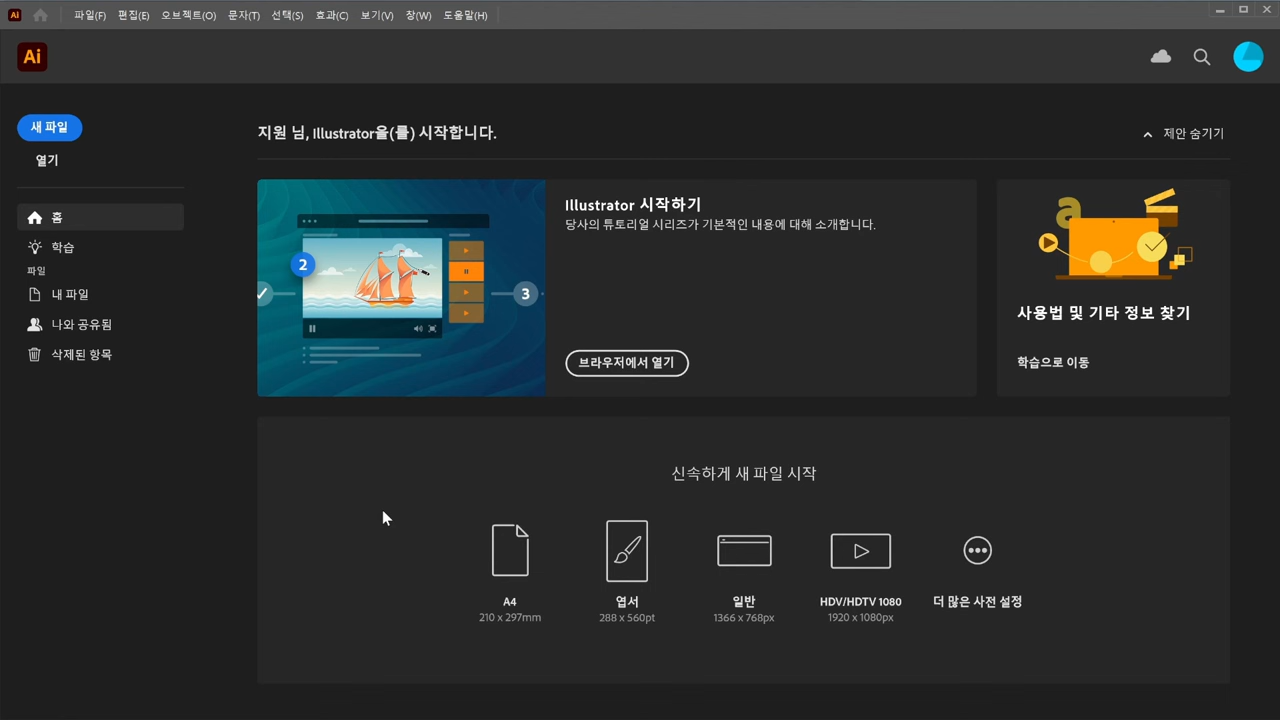 Ai 파일(F) 편집(E) 오브젝트(O) 문자(T) 선택(S) 효과(C) 보기(V) 창(W) 도움말(H)
Ai
새 파일
열기
홈
학습
파일
내 파일
나와 공유됨
삭제된 항목
지원 님, Illustrator을(를) 시작합니다.
제안 숨기기
2
3
Illustrator 시작하기
당사의 튜토리얼 시리즈가 기본적인 내용에 대해 소개합니다.
브라우저에서 열기
a
사용법 및 기타 정보 찾기
학습으로 이동
신속하게 새 파일 시작
A4
210 x 297mm
엽서
288 x 560pt
일반
1366 x 768px
HDV/HDTV 1080
1920 x 1080px
더 많은 사전 설정